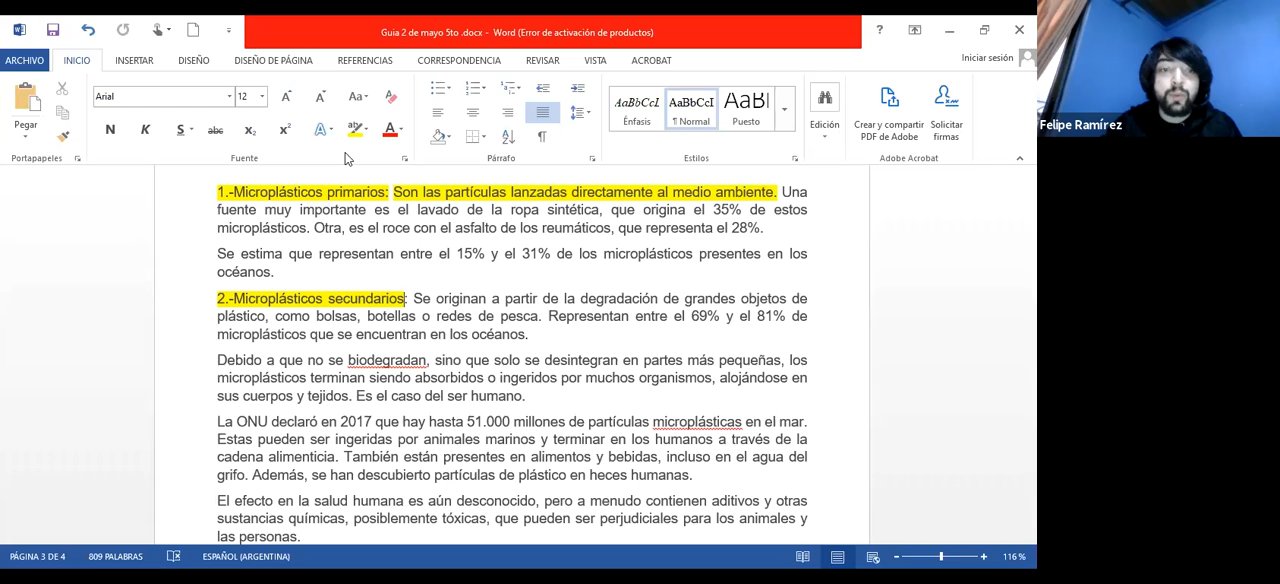 Guia 2 de mayo 5to .docx - Word (Error de activación de productos)
?
ARCHIVO INICIO INSERTAR DISEÑO DISEÑO DE PÁGINA REFERENCIAS CORRESPONDENCIA REVISAR VISTA ACROBAT Iniciar sesión
Arial 12 Aa
AaBbCcI AaBbCcI AaBbI
Pegar
N K S abc x₂ x² A A
Énfasis ¶ Normal Puesto
Edición
Crear y compartir PDF de Adobe
Solicitar firmas
Portapapeles Fuente Párrafo Estilos Adobe Acrobat
Felipe Ramírez
1.-Microplásticos primarios: Son las partículas lanzadas directamente al medio ambiente. Una
fuente muy importante es el lavado de la ropa sintética, que origina el 35% de estos
microplásticos. Otra, es el roce con el asfalto de los reumáticos, que representa el 28%.
Se estima que representan entre el 15% y el 31% de los microplásticos presentes en los
océanos.
2.-Microplásticos secundarios: Se originan a partir de la degradación de grandes objetos de
plástico, como bolsas, botellas o redes de pesca. Representan entre el 69% y el 81% de
microplásticos que se encuentran en los océanos.
Debido a que no se biodegradan, sino que solo se desintegran en partes más pequeñas, los
microplásticos terminan siendo absorbidos o ingeridos por muchos organismos, alojándose en
sus cuerpos y tejidos. Es el caso del ser humano.
La ONU declaró en 2017 que hay hasta 51.000 millones de partículas microplásticas en el mar.
Estas pueden ser ingeridas por animales marinos y terminar en los humanos a través de la
cadena alimenticia. También están presentes en alimentos y bebidas, incluso en el agua del
grifo. Además, se han descubierto partículas de plástico en heces humanas.
El efecto en la salud humana es aún desconocido, pero a menudo contienen aditivos y otras
sustancias químicas, posiblemente tóxicas, que pueden ser perjudiciales para los animales y
las personas.
PÁGINA 3 DE 4 809 PALABRAS ESPAÑOL (ARGENTINA) 116 %